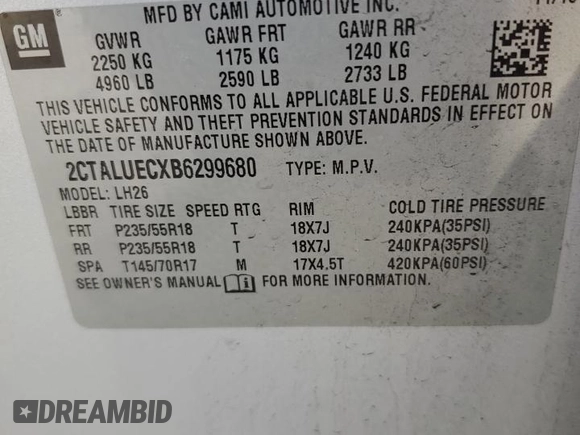 GM
MFD BY CAMI AUTOMOTIVE INC.
GVWR GAWR FRT GAWR RR
2250 KG 1175 KG 1240 KG
4960 LB 2590 LB 2733 LB
THIS VEHICLE CONFORMS TO ALL APPLICABLE U.S. FEDERAL MOTOR
VEHICLE SAFETY AND THEFT PREVENTION STANDARDS IN EFFECT ON
THE DATE OF MANUFACTURE SHOWN ABOVE.
2CTALUECXB6299680 TYPE: M.P.V.
MODEL: LH26
LBBR TIRE SIZE SPEED RTG RIM COLD TIRE PRESSURE
FRT P235/55R18 T 18X7J 240KPA(35PSI)
RR P235/55R18 T 18X7J 240KPA(35PSI)
SPA T145/70R17 M 17X4.5T 420KPA(60PSI)
SEE OWNER'S MANUAL FOR MORE INFORMATION.
DREAMBID